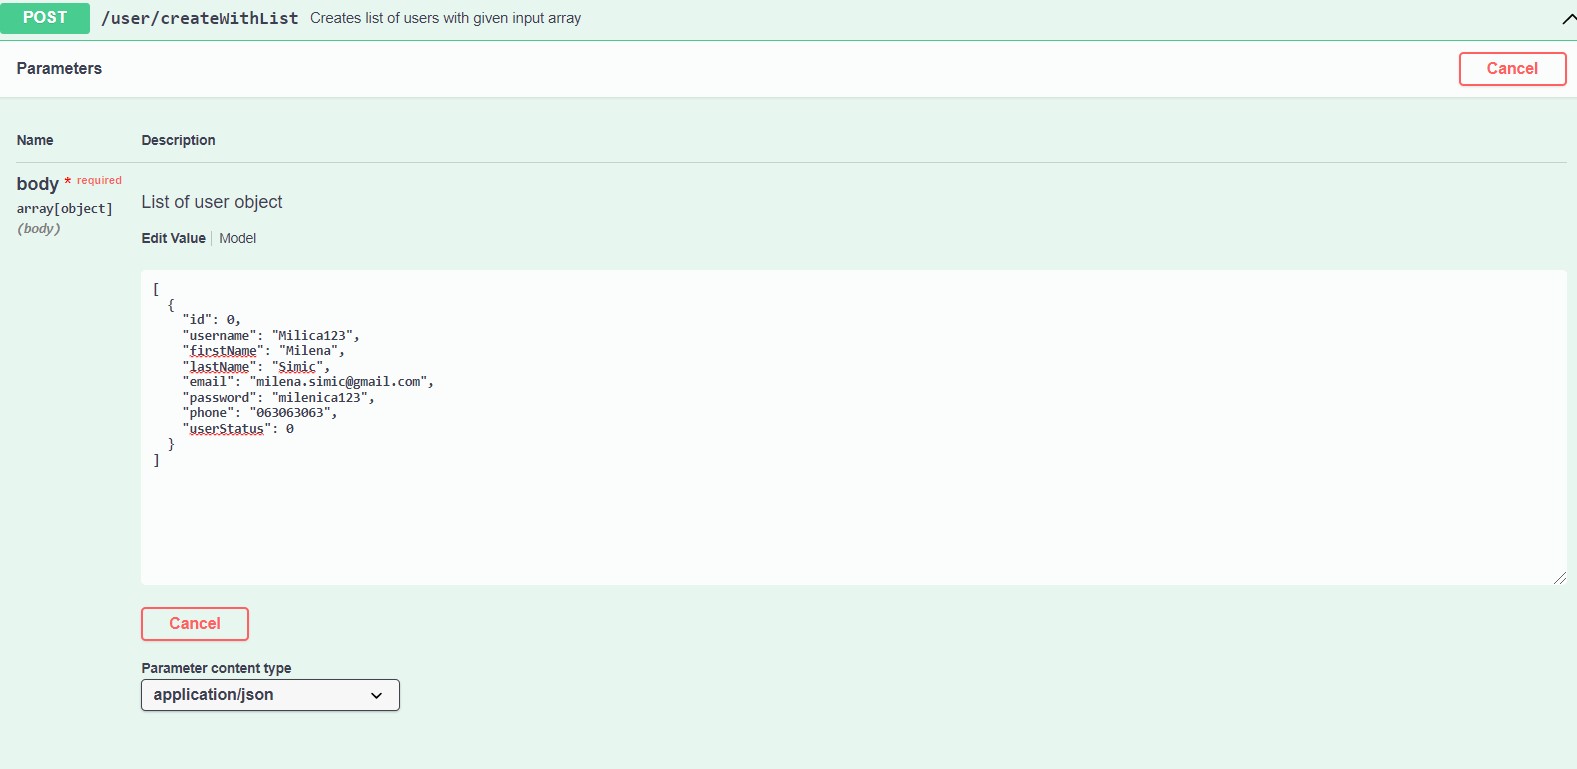 POST /user/createWithList Creates list of users with given input array
Parameters
Cancel
Name Description
body * required
array[object]
(body)
List of user object
Edit Value | Model
[
  {
    "id": 0,
    "username": "Milica123",
    "firstName": "Milena",
    "lastName": "Simic",
    "email": "milena.simic@gmail.com",
    "password": "milenica123",
    "phone": "063063063",
    "userStatus": 0
  }
]
Cancel
Parameter content type
application/json